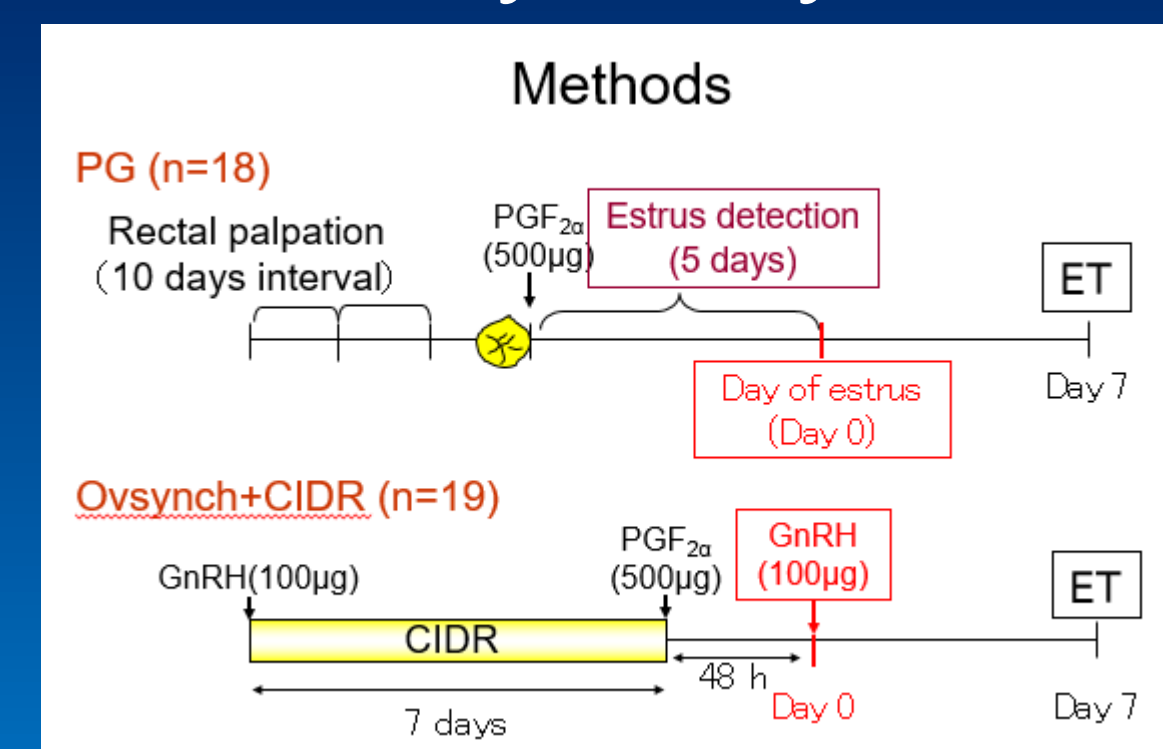 Methods
PG (n=18)
Rectal palpation
(10 days interval)
PGF2α
(500μg)
Estrus detection
(5 days)
ET
Day of estrus
(Day 0)
Day 7
Ovsynch+CIDR (n=19)
GnRH(100μg)
PGF2α
(500μg)
GnRH
(100μg)
ET
CIDR
48 h
7 days
Day 0
Day 7